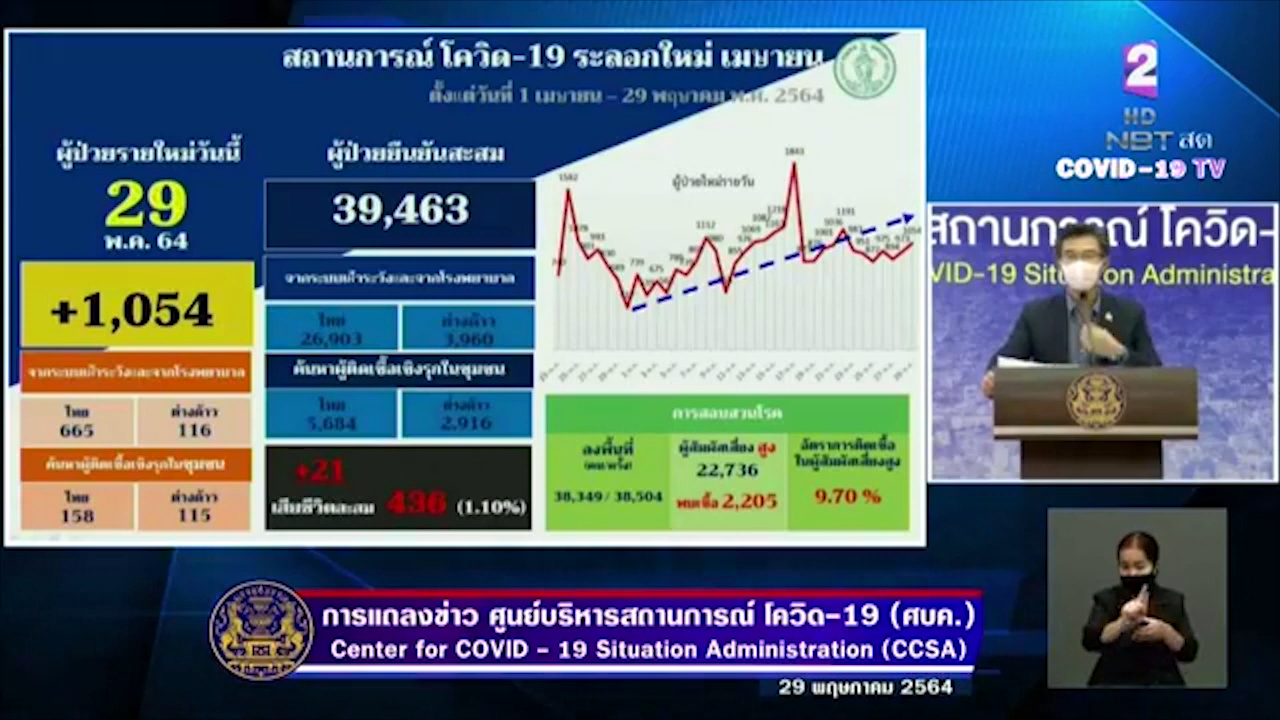 สถานการณ์ โควิด-19 ระลอกใหม่ เมษายน
ตั้งแต่วันที่ 1 เมษายน – 29 พฤษภาคม พ.ศ. 2564
ผู้ป่วยรายใหม่วันนี้
29
พ.ค. 64
+1,054
จากระบบเฝ้าระวังและจากโรงพยาบาล
ไทย
665
ต่างด้าว
116
ค้นหาผู้ติดเชื้อเชิงรุกในชุมชน
ไทย
158
ต่างด้าว
115
ผู้ป่วยยืนยันสะสม
39,463
จากระบบเฝ้าระวังและจากโรงพยาบาล
ไทย
26,903
ต่างด้าว
3,960
ค้นหาผู้ติดเชื้อเชิงรุกในชุมชน
ไทย
5,684
ต่างด้าว
2,916
+21
เสียชีวิตสะสม 436 (1.10%)
ผู้ป่วยใหม่รายวัน
1582
1843
1112
1191
การสอบสวนโรค
ลงพื้นที่
38,349 / 38,504
ผู้สัมผัสเสี่ยง สูง
22,736
พบเชื้อ 2,205
อัตราการติดเชื้อ
ในผู้สัมผัสเสี่ยงสูง
9.70 %
2
HD
NBT สด
COVID-19 TV
สถานการณ์ โควิด-
VID-19 Situation Administra
การแถลงข่าว ศูนย์บริหารสถานการณ์ โควิด-19 (ศบค.)
Center for COVID – 19 Situation Administration (CCSA)
29 พฤษภาคม 2564